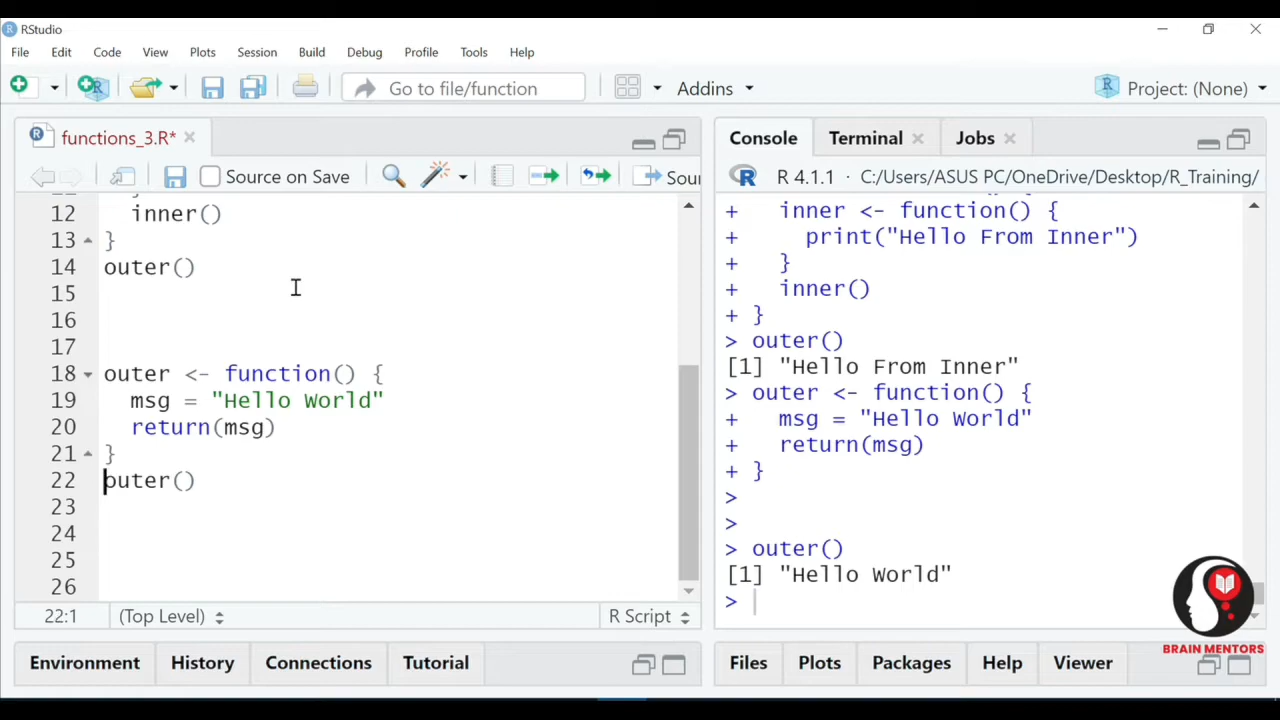 RStudio
File Edit Code View Plots Session Build Debug Profile Tools Help
Go to file/function Addins Project: (None)
functions_3.R*
Source on Save Sour
12 inner()
13 }
14 outer()
15
16
17
18 outer <- function() {
19 msg = "Hello World"
20 return(msg)
21 }
22 outer()
23
24
25
26
22:1 (Top Level) R Script
Environment History Connections Tutorial
Console Terminal Jobs
R 4.1.1 · C:/Users/ASUS PC/OneDrive/Desktop/R_Training/
+ inner <- function() {
+ print("Hello From Inner")
+ }
+ inner()
+ }
> outer()
[1] "Hello From Inner"
> outer <- function() {
+ msg = "Hello World"
+ return(msg)
+ }
>
>
> outer()
[1] "Hello World"
>
BRAIN MENTORS
Files Plots Packages Help Viewer